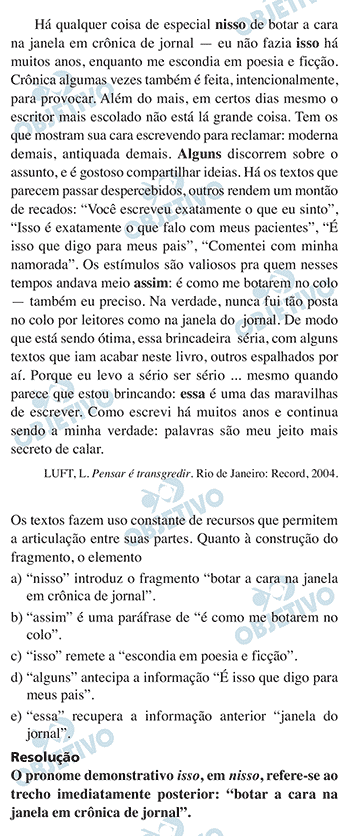 Há qualquer coisa de especial nisso de botar a cara
na janela em crônica de jornal — eu não fazia isso há
muitos anos, enquanto me escondia em poesia e ficção.
Crônica algumas vezes também é feita, intencionalmente,
para provocar. Além do mais, em certos dias mesmo o
escritor mais escolado não está lá grande coisa. Tem os
que mostram sua cara escrevendo para reclamar: moderna
demais, antiquada demais. Alguns discorrem sobre o
assunto, e é gostoso compartilhar ideias. Há os textos que
parecem passar despercebidos, outros rendem um montão
de recados: “Você escreveu exatamente o que eu sinto”,
“Isso é exatamente o que falo com meus pacientes”, “É
isso que digo para meus pais”, “Comentei com minha
namorada”. Os estímulos são valiosos pra quem nesses
tempos andava meio assim: é como me botarem no colo
— também eu preciso. Na verdade, nunca fui tão posta
no colo por leitores como na janela do jornal. De modo
que está sendo ótima, essa brincadeira séria, com alguns
textos que iam acabar neste livro, outros espalhados por
aí. Porque eu levo a sério ser sério ... mesmo quando
parece que estou brincando: essa é uma das maravilhas
de escrever. Como escrevi há muitos anos e continua
sendo a minha verdade: palavras são meu jeito mais
secreto de calar.
LUFT, L. Pensar é transgredir. Rio de Janeiro: Record, 2004.
Os textos fazem uso constante de recursos que permitem
a articulação entre suas partes. Quanto à construção do
fragmento, o elemento
a) “nisso” introduz o fragmento “botar a cara na janela
em crônica de jornal”.
b) “assim” é uma paráfrase de “é como me botarem no
colo”.
c) “isso” remete a “escondia em poesia e ficção”.
d) “alguns” antecipa a informação “É isso que digo para
meus pais”.
e) “essa” recupera a informação anterior “janela do
jornal”.
Resolução
O pronome demonstrativo isso, em nisso, refere-se ao
trecho imediatamente posterior: “botar a cara na
janela em crônica de jornal”.
OBJETIVO
OBJETIVO
OBJETIVO
OBJETIVO
OBJETIVO
OBJETIVO
OBJETIVO
OBJETIVO
OBJETIVO